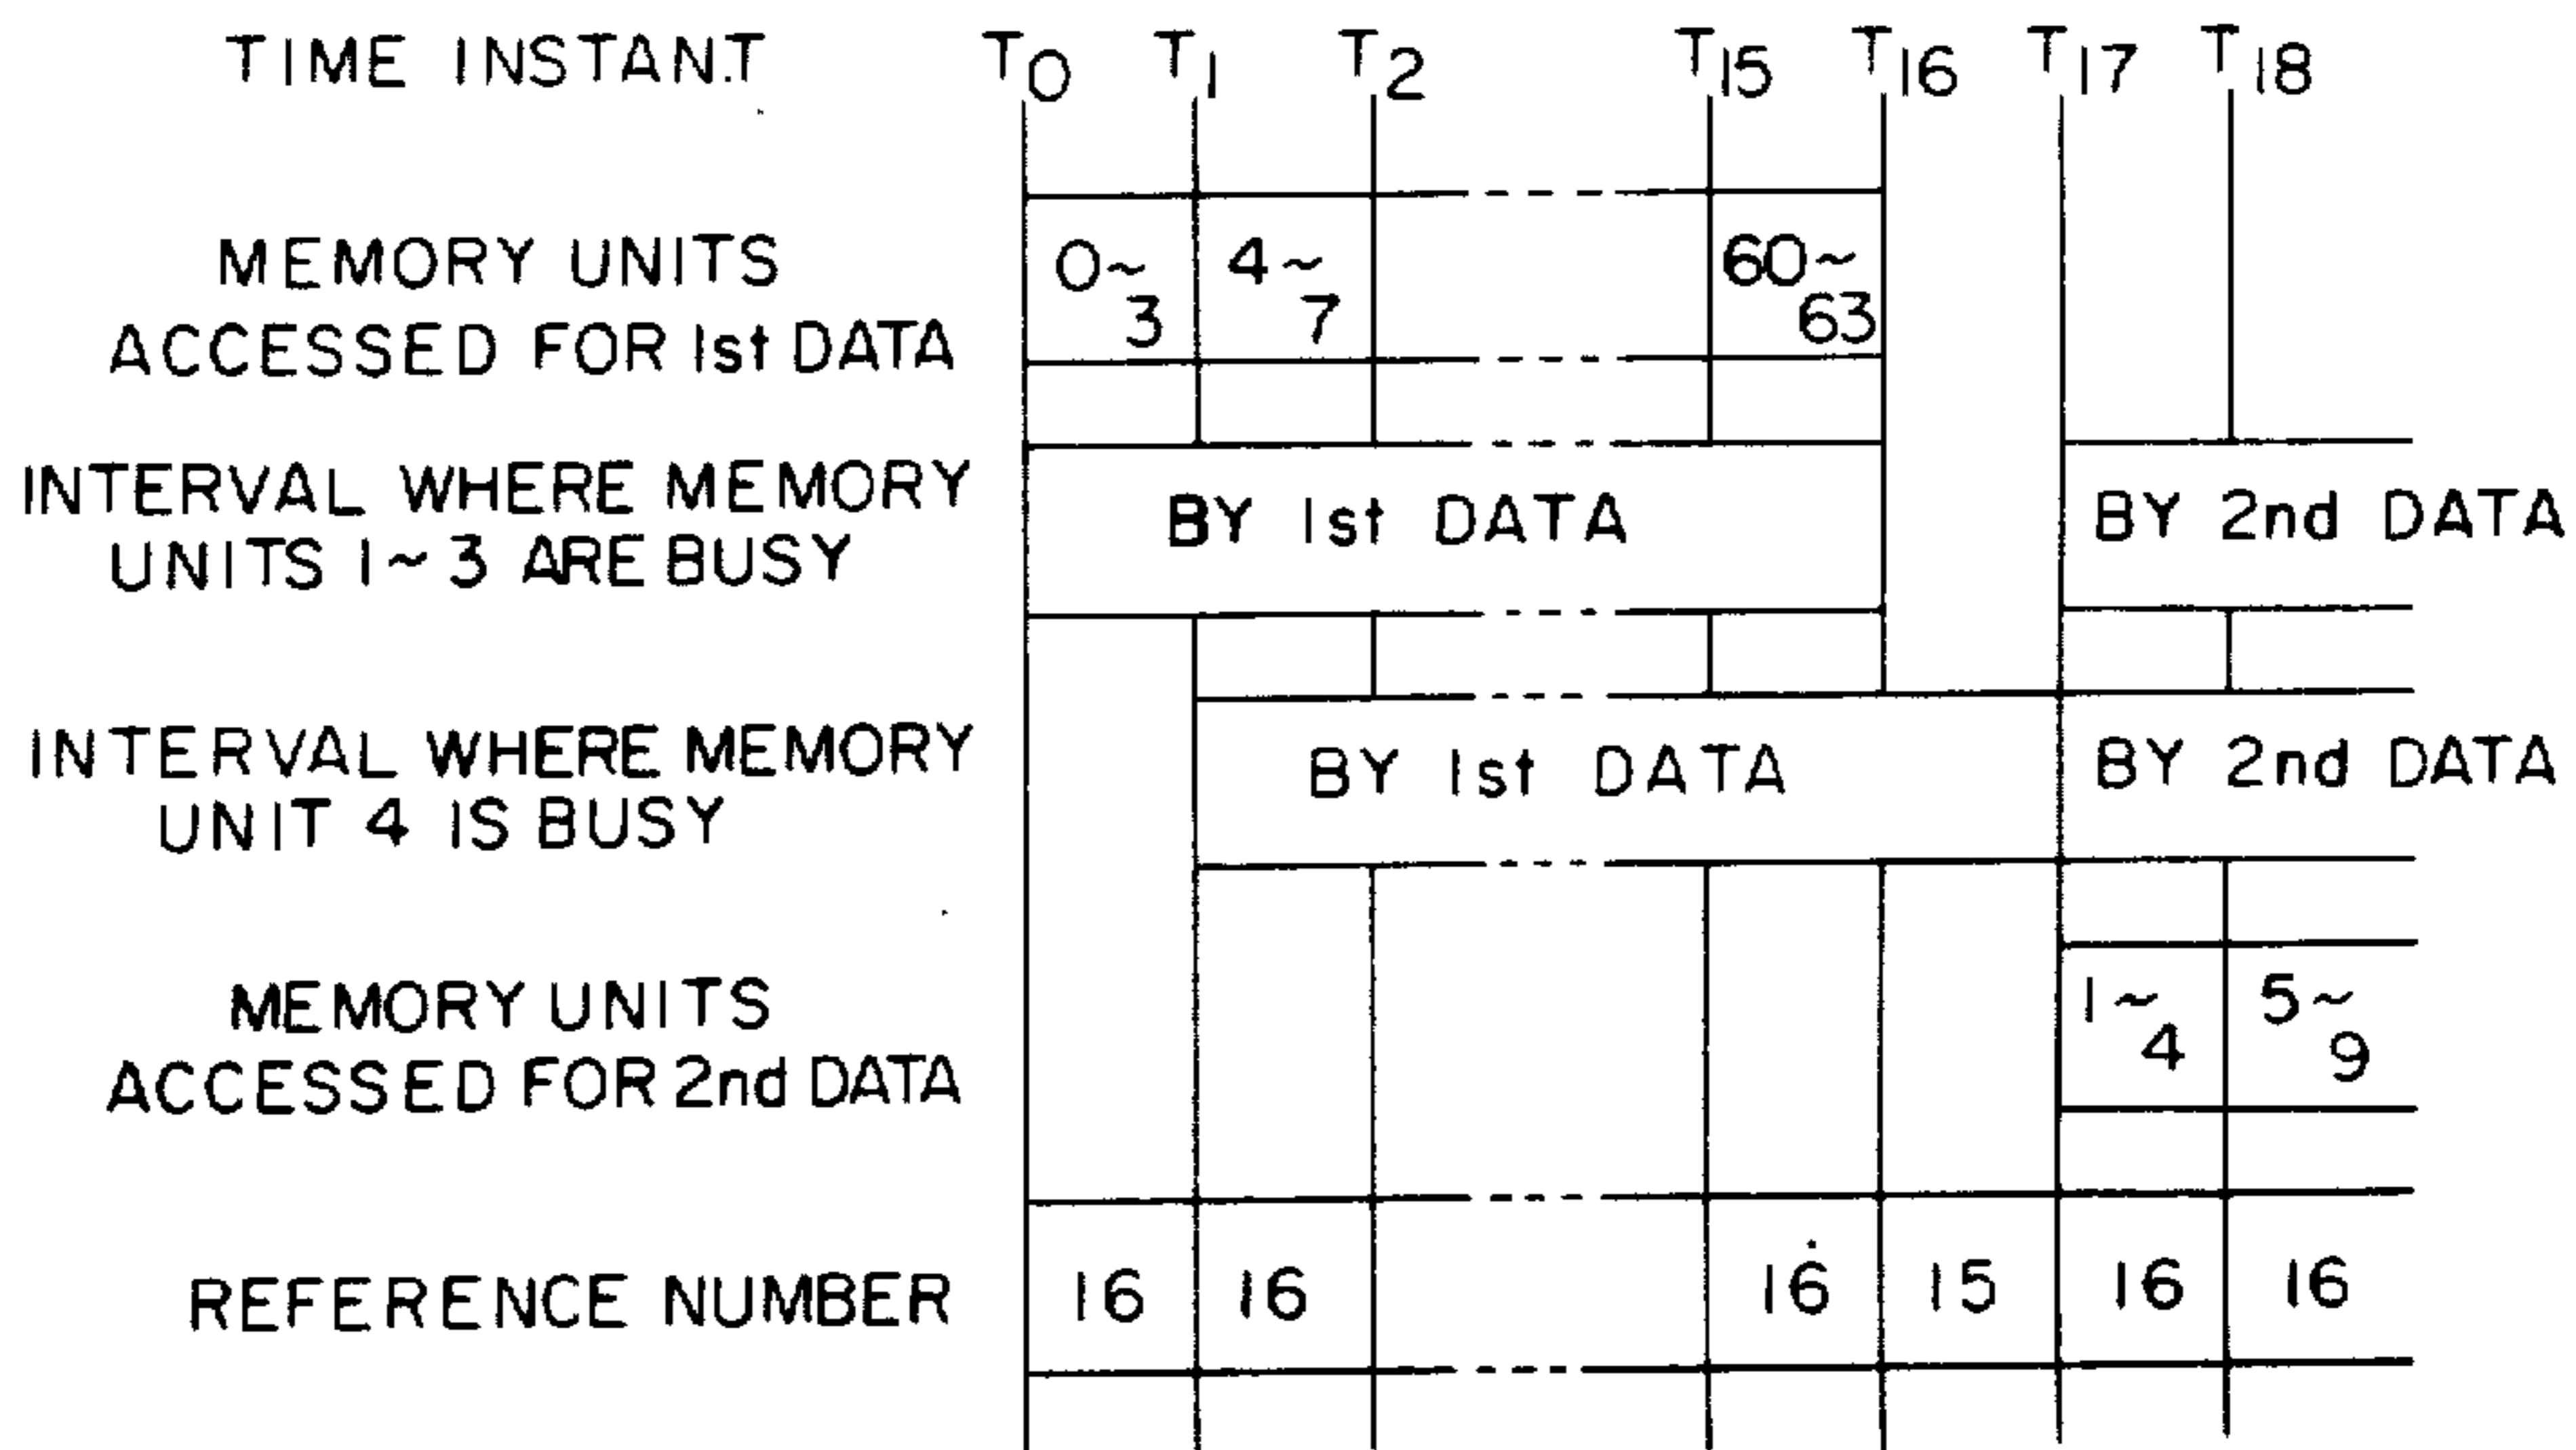 TIME INSTANT T0 T1 T2 T15 T16 T17 T18
MEMORY UNITS
ACCESSED FOR 1st DATA
0~
3
4~
7
60~
63
INTERVAL WHERE MEMORY
UNITS 1~3 ARE BUSY
BY 1st DATA
BY 2nd DATA
INTERVAL WHERE MEMORY
UNIT 4 IS BUSY
BY 1st DATA
BY 2nd DATA
MEMORY UNITS
ACCESSED FOR 2nd DATA
1~
4
5~
9
REFERENCE NUMBER 16 16 16 15 16 16